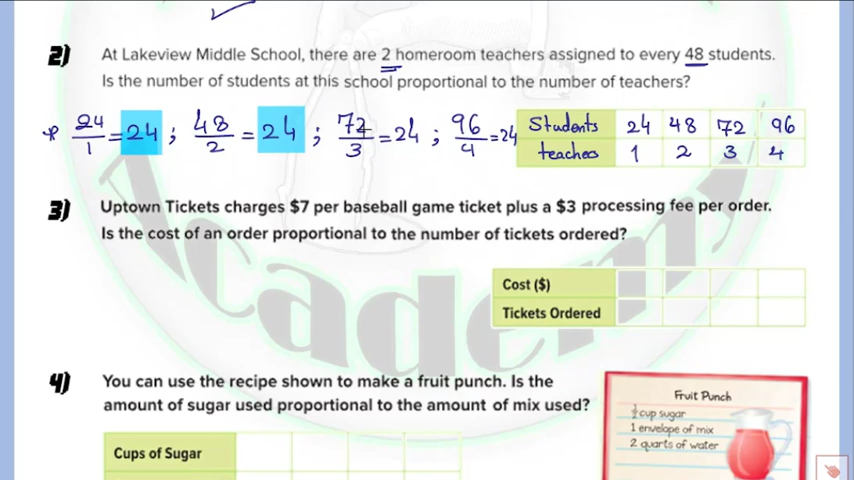 2) At Lakeview Middle School, there are 2 homeroom teachers assigned to every 48 students.
Is the number of students at this school proportional to the number of teachers?
24/1 = 24 ; 48/2 = 24 ; 72/3 = 24 ; 96/4 = 24
Students 24 48 72 96
teaches 1 2 3 4
3) Uptown Tickets charges $7 per baseball game ticket plus a $3 processing fee per order.
Is the cost of an order proportional to the number of tickets ordered?
Cost ($)
Tickets Ordered
4) You can use the recipe shown to make a fruit punch. Is the
amount of sugar used proportional to the amount of mix used?
Cups of Sugar
Fruit Punch
1/2 cup sugar
1 envelope of mix
2 quarts of water
Academy